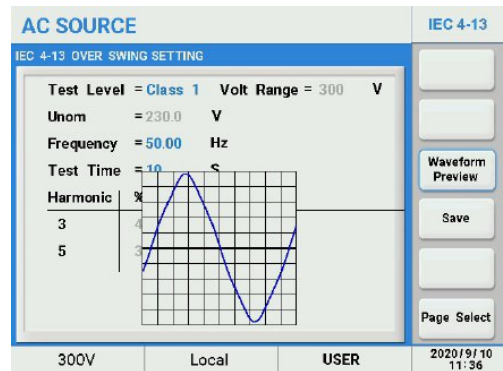 AC SOURCE
IEC 4-13
IEC 4-13 OVER SWING SETTING
Test Level = Class 1 Volt Range = 300 V
Unom = 230.0 V
Frequency = 50.00 Hz
Test Time = 10 S
Harmonic %
3 4
5 3
Waveform
Preview
Save
Page Select
300V Local USER
2020/9/10
11:36